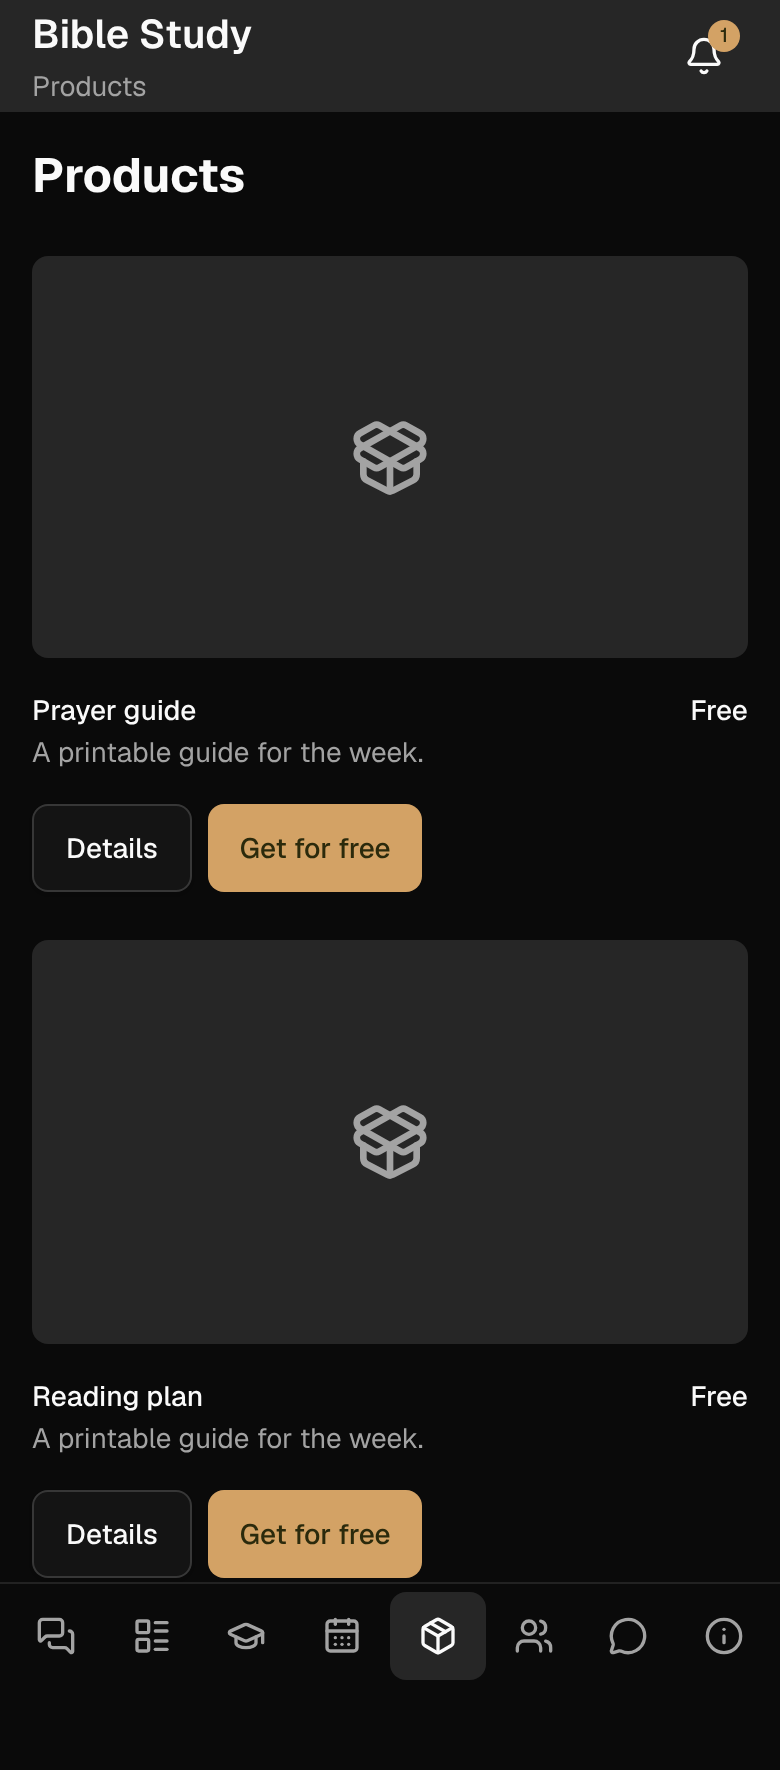 Bible Study
1
Products
Products
Prayer guide
Free
A printable guide for the week.
Details
Get for free
Reading plan
Free
A printable guide for the week.
Details
Get for free